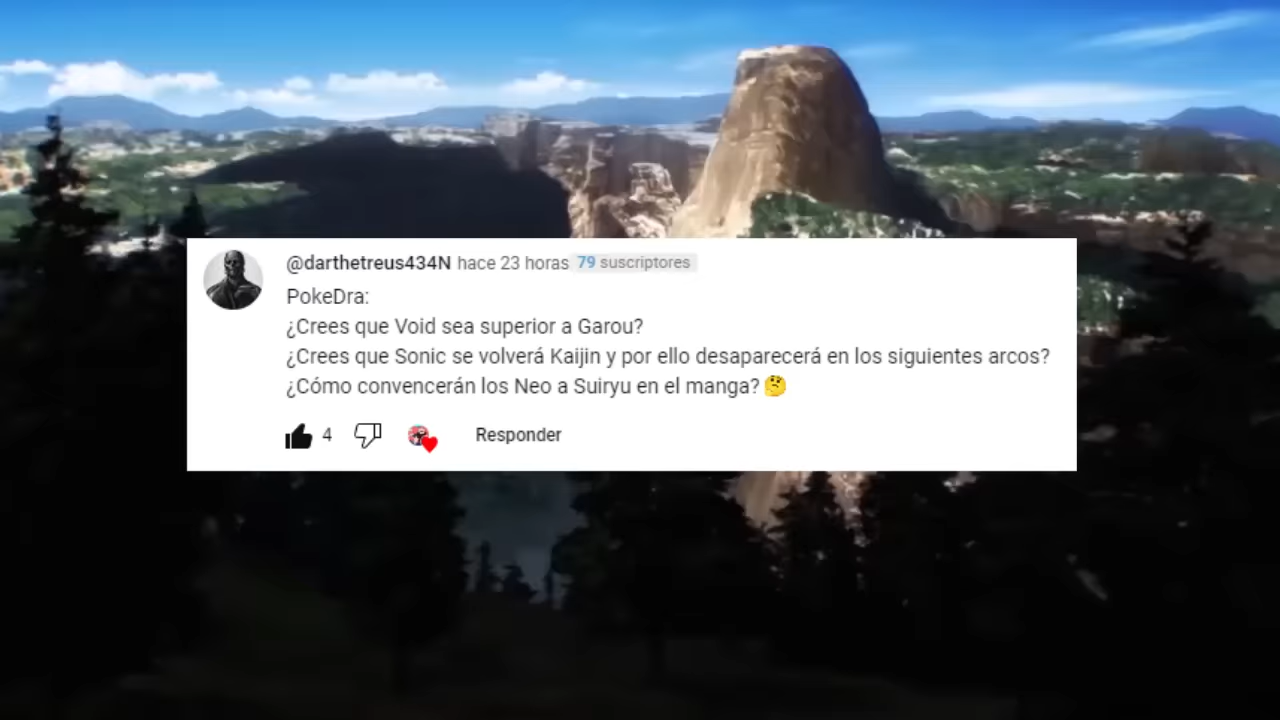 @darthetreus434N hace 23 horas 79 suscriptores
PokeDra:
¿Crees que Void sea superior a Garou?
¿Crees que Sonic se volverá Kaijin y por ello desaparecerá en los siguientes arcos?
¿Cómo convencerán los Neo a Suiryu en el manga? 🤔
4 Responder